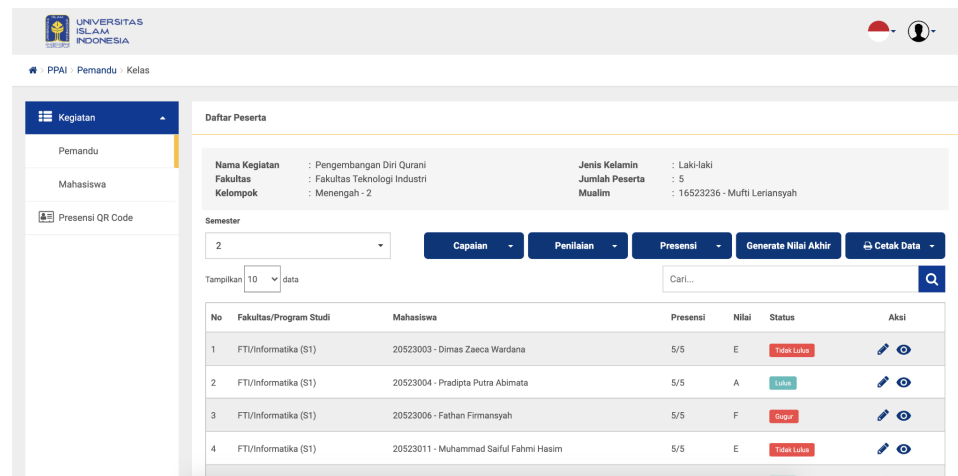 UNIVERSITAS
ISLAM
INDONESIA
PPAI > Pemandu > Kelas
Kegiatan
Pemandu
Mahasiswa
Presensi QR Code
Daftar Peserta
Nama Kegiatan : Pengembangan Diri Qurani Jenis Kelamin : Laki-laki
Fakultas : Fakultas Teknologi Industri Jumlah Peserta : 5
Kelompok : Menengah - 2 Mualim : 16523236 - Mufti Leriansyah
Semester
2 Capaian Penilaian Presensi Generate Nilai Akhir Cetak Data
Tampilkan 10 data Cari...
No Fakultas/Program Studi Mahasiswa Presensi Nilai Status Aksi
1 FTI/Informatika (S1) 20523003 - Dimas Zaeca Wardana 5/5 E Tidak Lulus
2 FTI/Informatika (S1) 20523004 - Pradipta Putra Abimata 5/5 A Lulus
3 FTI/Informatika (S1) 20523006 - Fathan Firmansyah 5/5 F Gugur
4 FTI/Informatika (S1) 20523011 - Muhammad Saiful Fahmi Hasim 5/5 E Tidak Lulus